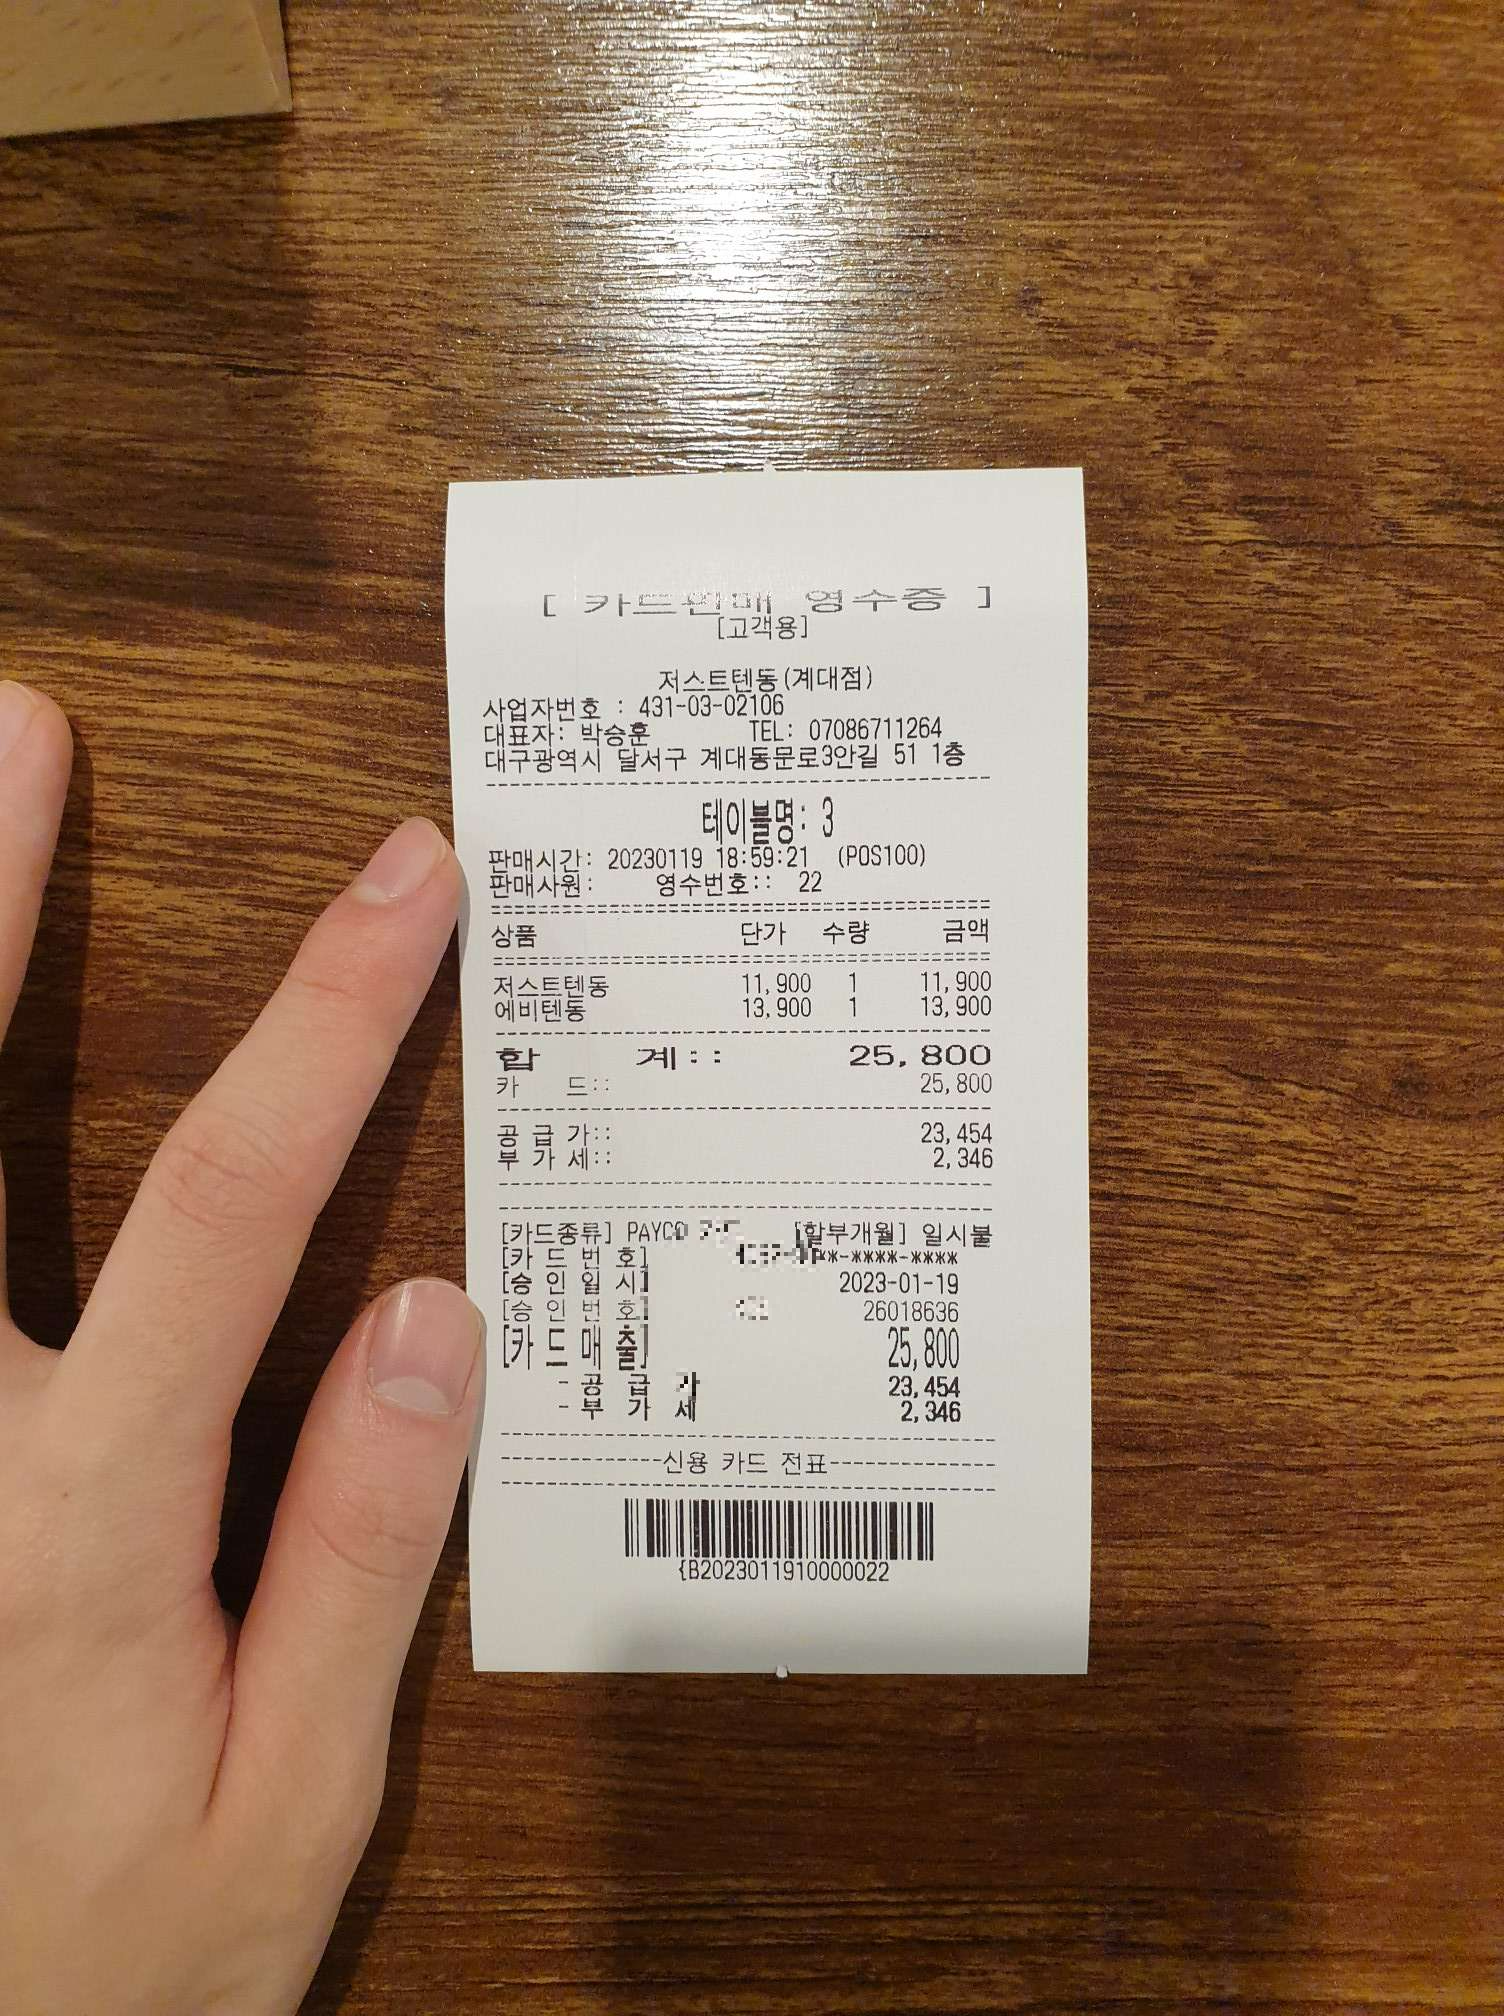 [ 카드판매 영수증 ]
[고객용]
저스트텐동(계대점)
사업자번호 : 431-03-02106
대표자: 박승훈 TEL: 07086711264
대구광역시 달서구 계대동문로3안길 51 1층
테이블명: 3
판매시간: 20230119 18:59:21 (POS100)
판매사원: 영수번호:: 22
상품 단가 수량 금액
저스트텐동 11,900 1 11,900
에비텐동 13,900 1 13,900
합 계:: 25,800
카 드:: 25,800
공 급 가:: 23,454
부 가 세:: 2,346
[카드종류] PAYCO [할부개월] 일시불
[카 드 번 호] **-****-****
[승 인 일 시] 2023-01-19
[승 인 번 호] 26018636
[카 드 매 출] 25,800
- 공 급 가 23,454
- 부 가 세 2,346
------------신용 카드 전표------------
{B2023011910000022